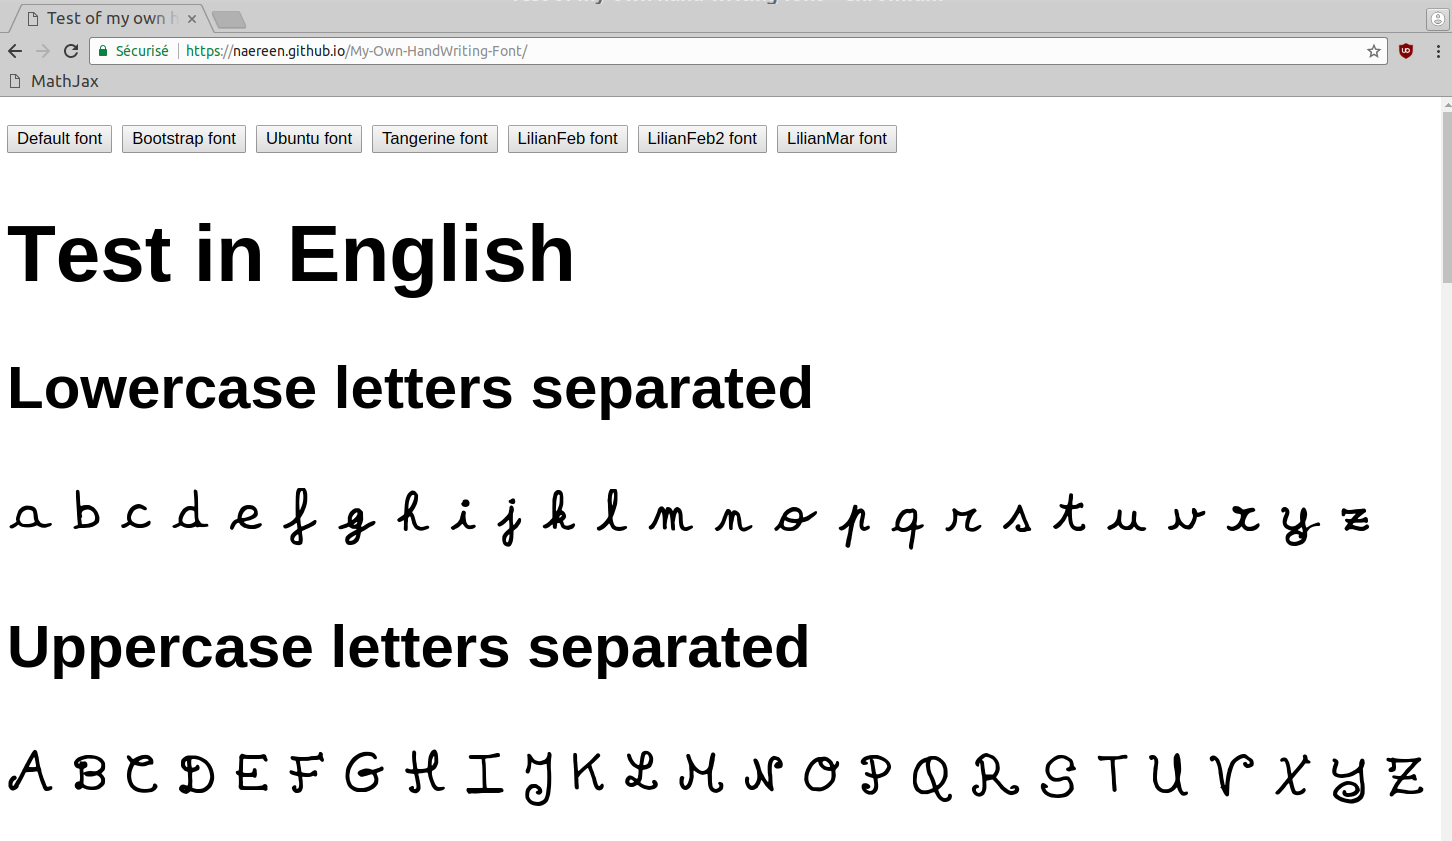 Test of my own h
Sécurisé https://naereen.github.io/My-Own-HandWriting-Font/
MathJax
Default font Bootstrap font Ubuntu font Tangerine font LilianFeb font LilianFeb2 font LilianMar font
Test in English
Lowercase letters separated
a b c d e f g h i j k l m n o p q r s t u v x y z
Uppercase letters separated
A B C D E F G H I J K L M N O P Q R S T U V X Y Z